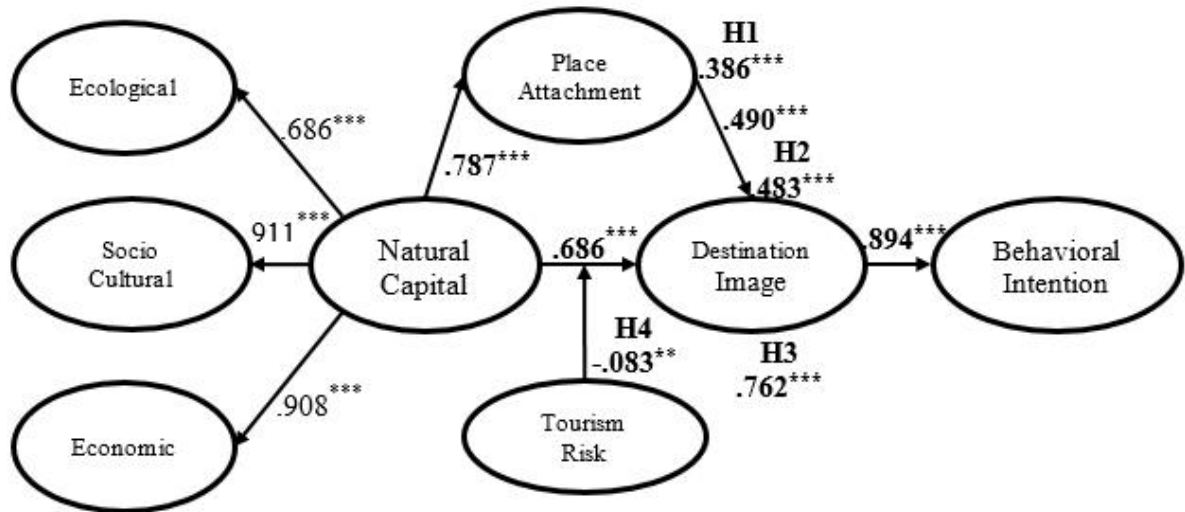 Ecological
.686***
Socio
Cultural
911***
Economic
.908***
Natural
Capital
.787***
Place
Attachment
H1
.386***
.490***
H2
.483***
.686***
Destination
Image
.894***
Behavioral
Intention
H4
-.083**
H3
.762***
Tourism
Risk